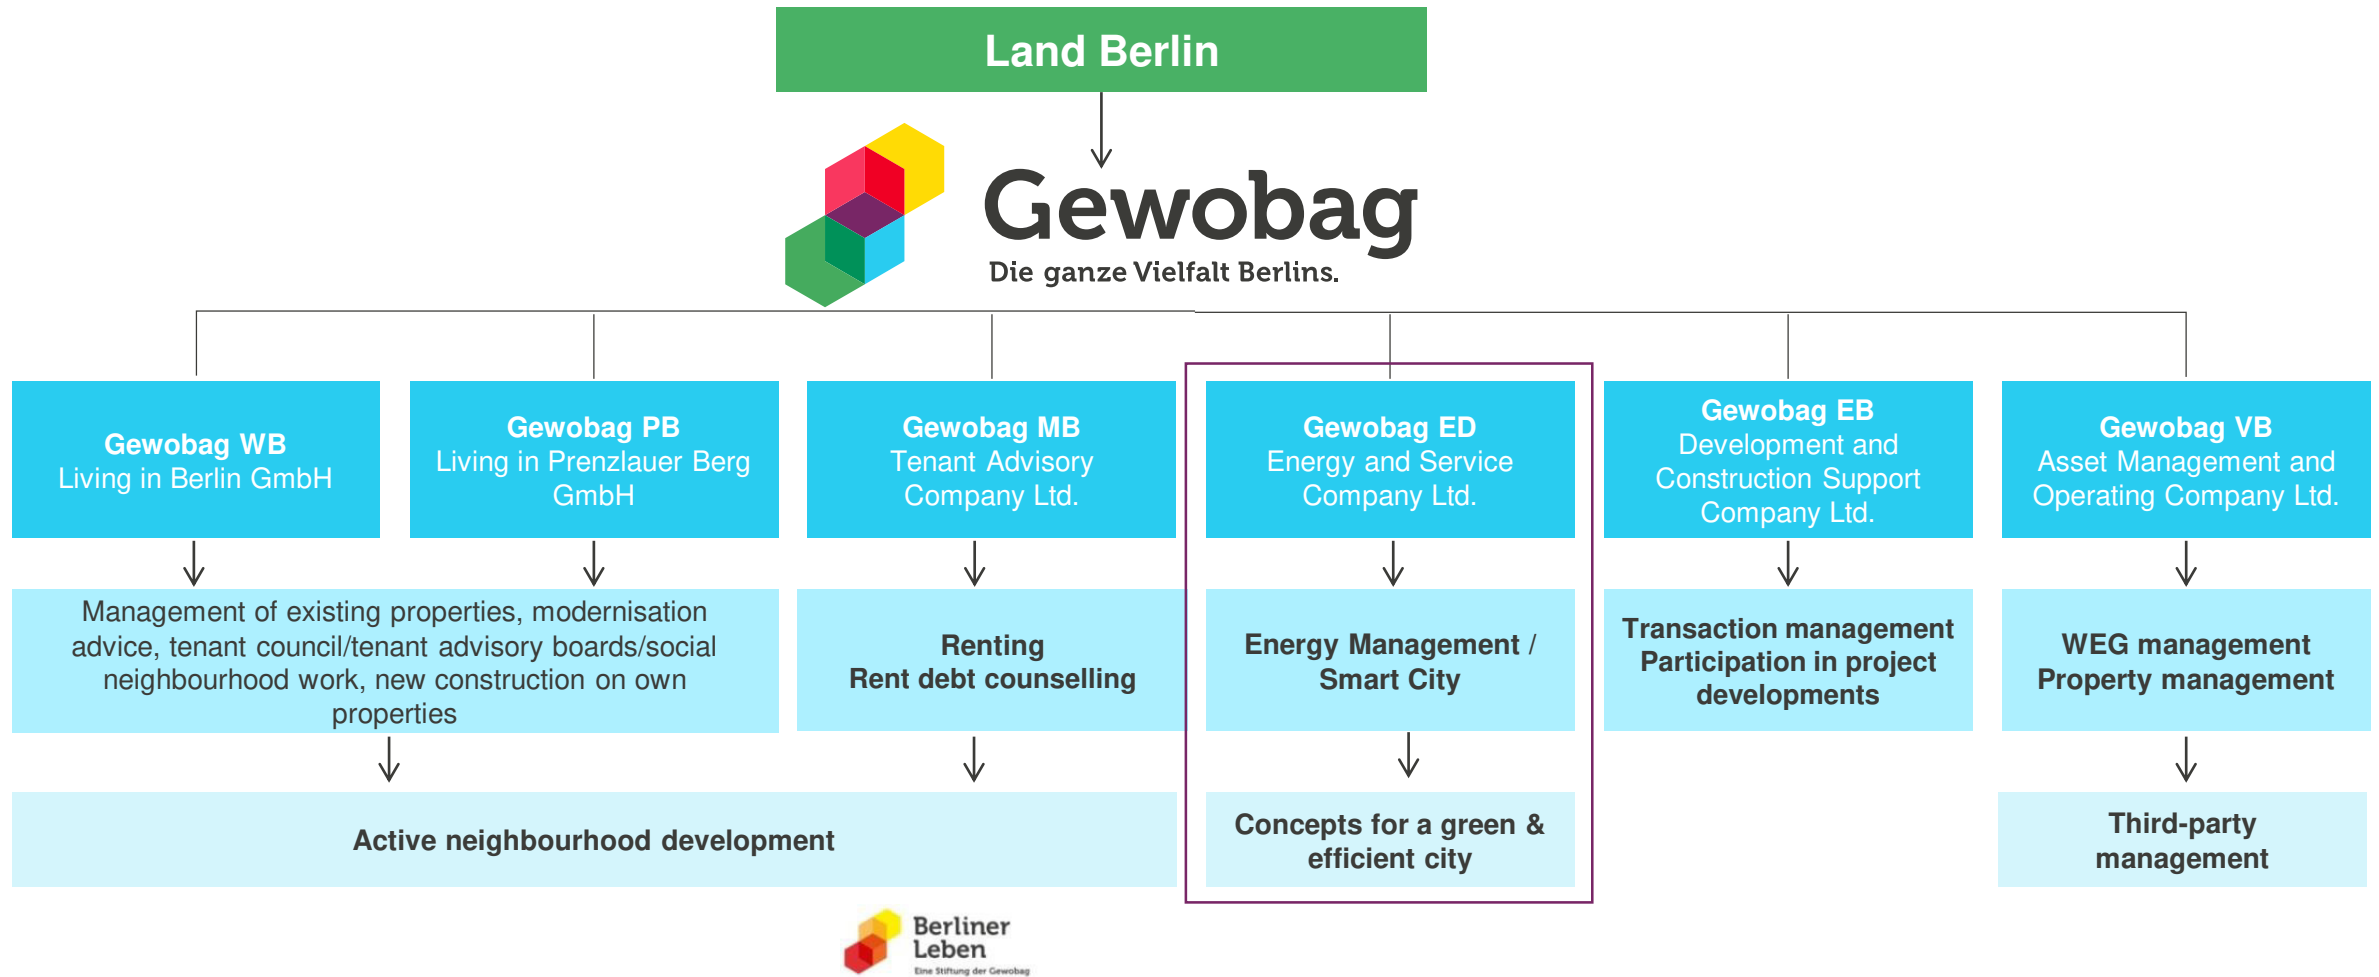 Land Berlin
Gewobag
Die ganze Vielfalt Berlins.
Gewobag WB
Living in Berlin GmbH
Gewobag PB
Living in Prenzlauer Berg
GmbH
Gewobag MB
Tenant Advisory
Company Ltd.
Gewobag ED
Energy and Service
Company Ltd.
Gewobag EB
Development and
Construction Support
Company Ltd.
Gewobag VB
Asset Management and
Operating Company Ltd.
Management of existing properties, modernisation
advice, tenant council/tenant advisory boards/social
neighbourhood work, new construction on own
properties
Renting
Rent debt counselling
Energy Management /
Smart City
Transaction management
Participation in project
developments
WEG management
Property management
Active neighbourhood development
Concepts for a green &
efficient city
Third-party
management
Berliner
Leben
Eine Stiftung der Gewobag